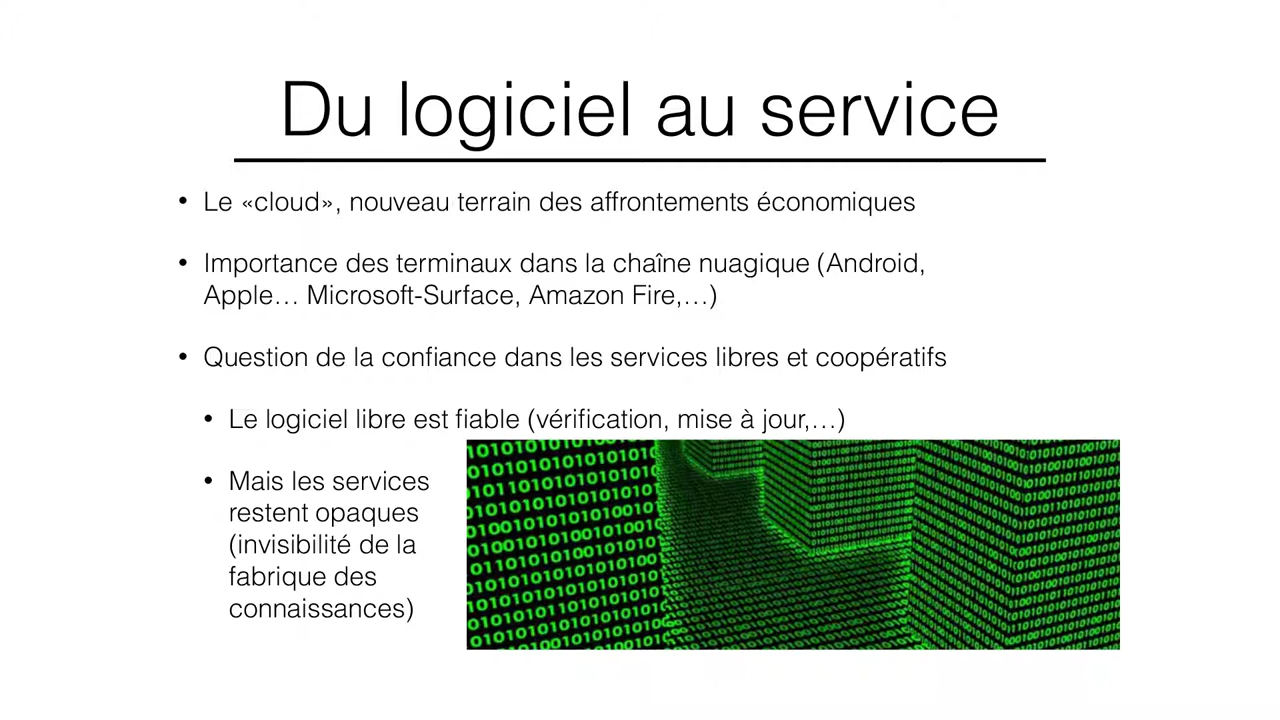 Du logiciel au service
• Le «cloud», nouveau terrain des affrontements économiques
• Importance des terminaux dans la chaîne nuagique (Android,
Apple… Microsoft-Surface, Amazon Fire,…)
• Question de la confiance dans les services libres et coopératifs
• Le logiciel libre est fiable (vérification, mise à jour,…)
• Mais les services
restent opaques
(invisibilité de la
fabrique des
connaissances)